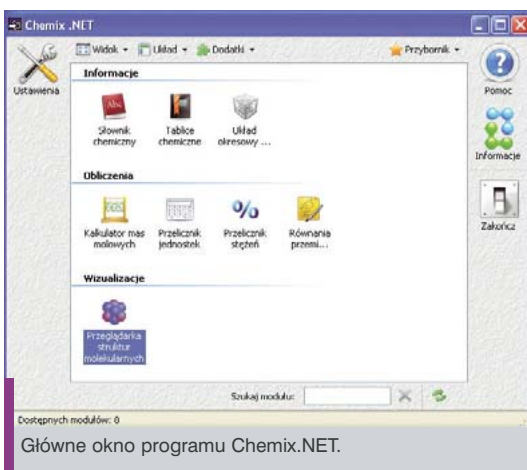 Chemix .NET
Widok Układ Dodatki Przybornik
Ustawienia
Pomoc
Informacje
Zakończ
Informacje
Słownik chemiczny
Tablice chemiczne
Układ okresowy ...
Obliczenia
Kalkulator mas molowych
Przelicznik jednostek
Przelicznik stężeń
Równania przemi...
Wizualizacje
Przeglądarka struktur molekularnych
Szukaj modułu:
Dostępnych modułów: 0
Główne okno programu Chemix.NET.